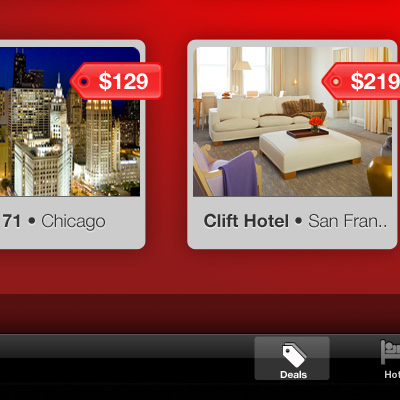 $129
$219
71 • Chicago
Clift Hotel • San Fran..
Deals
Hot